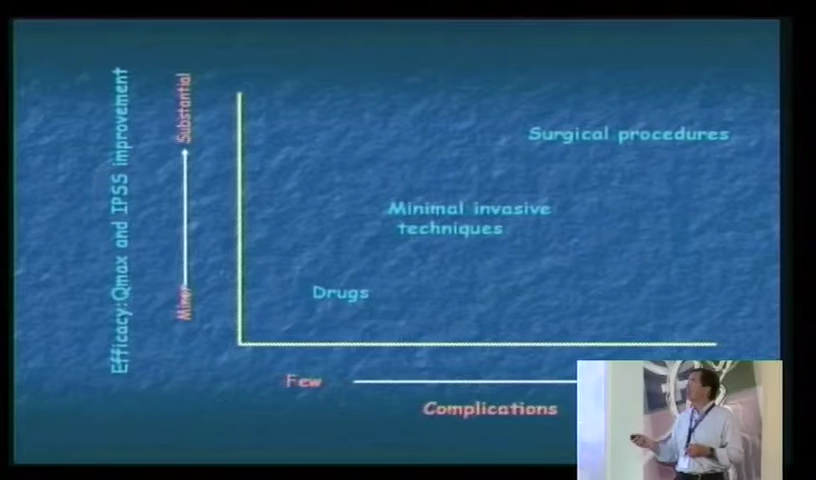 Efficacy:Qmax and IPSS improvement
Substantial
Minor
Surgical procedures
Minimal invasive
techniques
Drugs
Few
Complications